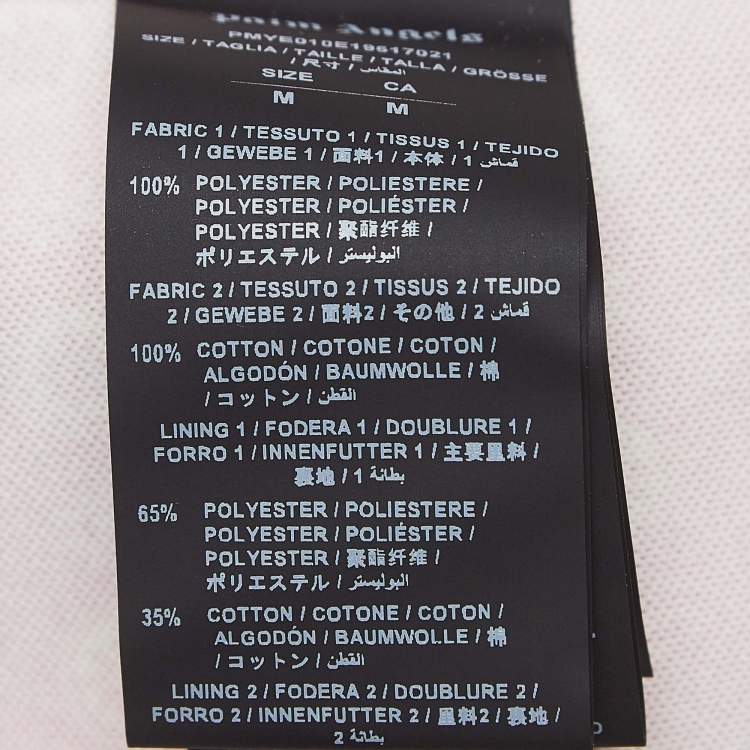 Palm Angels
PMYE010E19617021
SIZE / TAGLIA / TAILLE / TALLA / GRÖSSE
/ 尺寸 / المقاس
SIZE CA
M M
FABRIC 1 / TESSUTO 1 / TISSUS 1 / TEJIDO
1 / GEWEBE 1 / 面料1 / 本体 / قماش 1
100% POLYESTER / POLIESTERE /
POLYESTER / POLIÉSTER /
POLYESTER / 聚酯纤维 /
ポリエステル / البوليستر
FABRIC 2 / TESSUTO 2 / TISSUS 2 / TEJIDO
2 / GEWEBE 2 / 面料2 / その他 / قماش 2
100% COTTON / COTONE / COTON /
ALGODÓN / BAUMWOLLE / 棉
/ コットン / القطن
LINING 1 / FODERA 1 / DOUBLURE 1 /
FORRO 1 / INNENFUTTER 1 / 主要里料 /
裏地 / بطانة 1
65% POLYESTER / POLIESTERE /
POLYESTER / POLIÉSTER /
POLYESTER / 聚酯纤维 /
ポリエステル / البوليستر
35% COTTON / COTONE / COTON /
ALGODÓN / BAUMWOLLE / 棉
/ コットン / القطن
LINING 2 / FODERA 2 / DOUBLURE 2 /
FORRO 2 / INNENFUTTER 2 / 里料2 / 裏地 /
بطانة 2